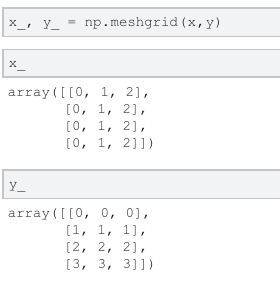 x_, y_ = np.meshgrid(x,y)
x_
array([[0, 1, 2],
       [0, 1, 2],
       [0, 1, 2],
       [0, 1, 2]])
y_
array([[0, 0, 0],
       [1, 1, 1],
       [2, 2, 2],
       [3, 3, 3]])